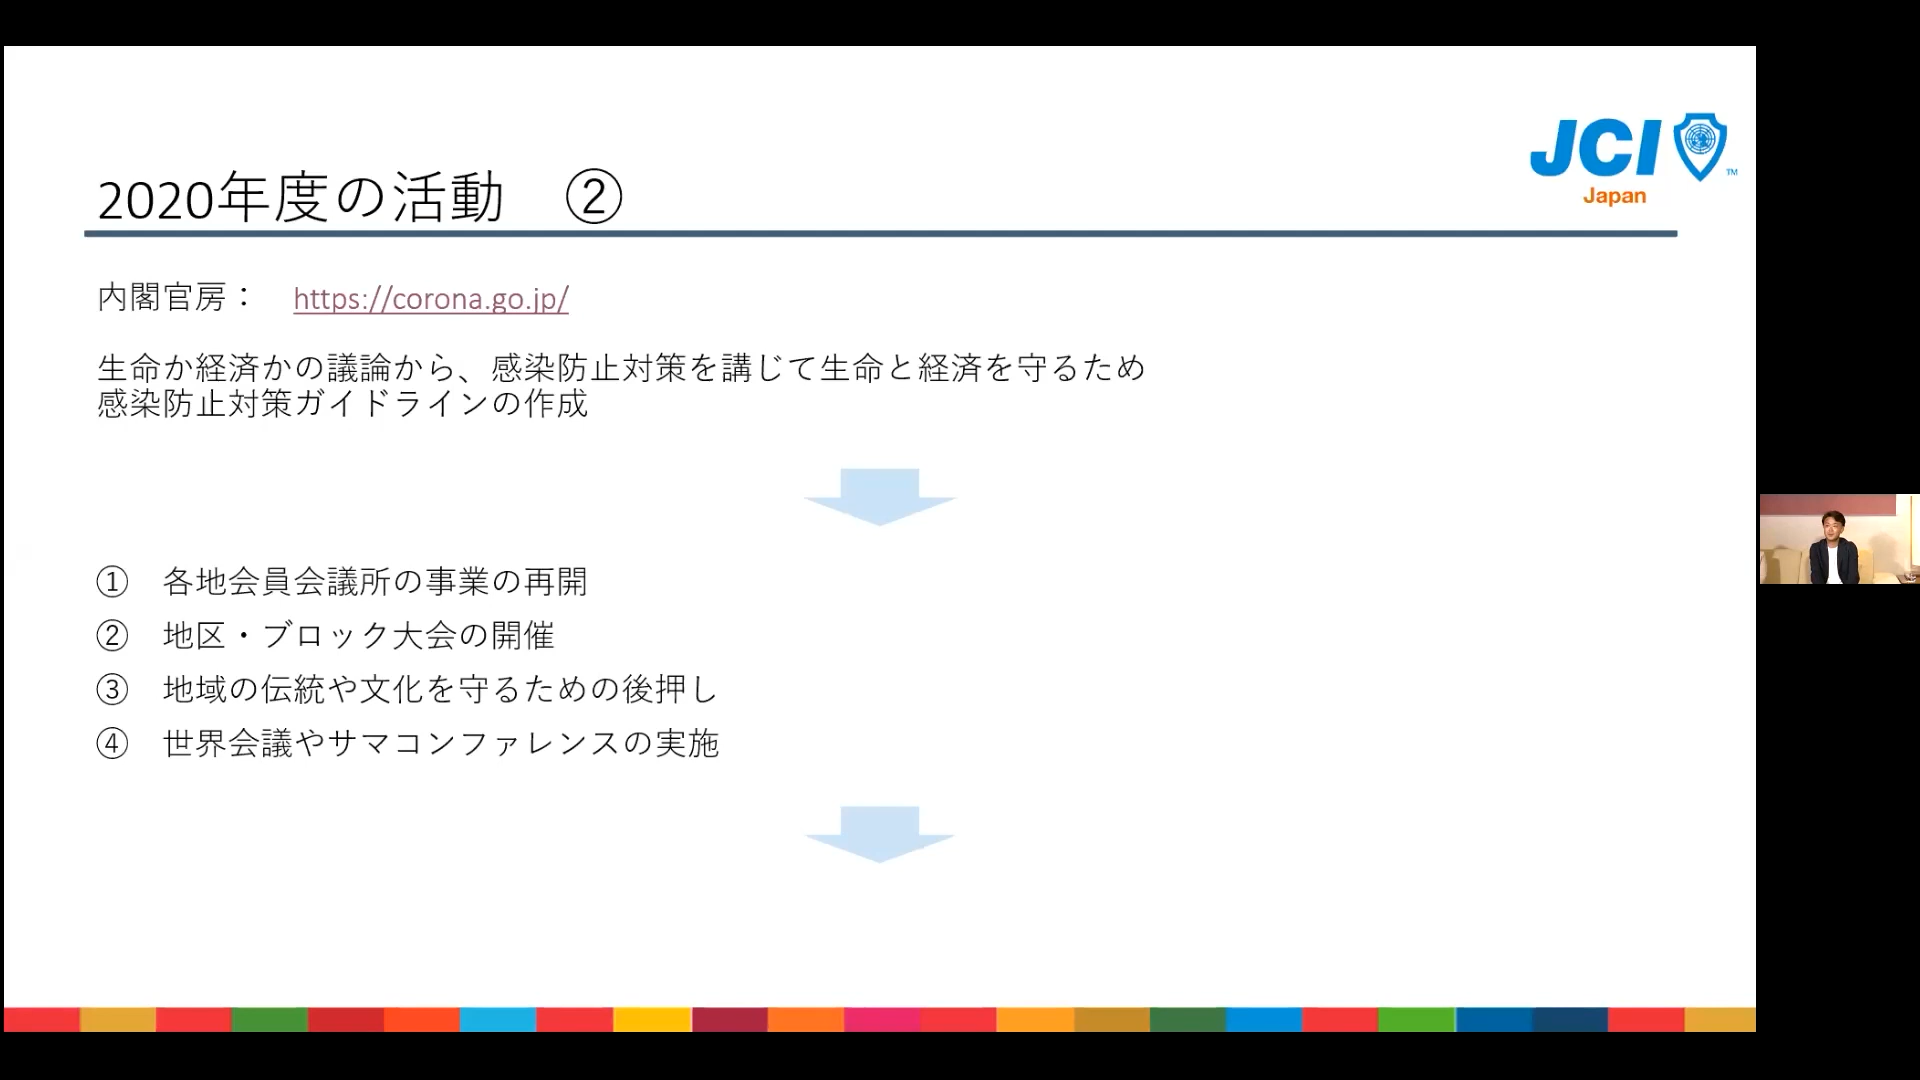 JCI
TM
Japan
2020年度の活動　②
内閣官房：　https://corona.go.jp/
生命か経済かの議論から、感染防止対策を講じて生命と経済を守るため
感染防止対策ガイドラインの作成
①　各地会員会議所の事業の再開
②　地区・ブロック大会の開催
③　地域の伝統や文化を守るための後押し
④　世界会議やサマコンファレンスの実施